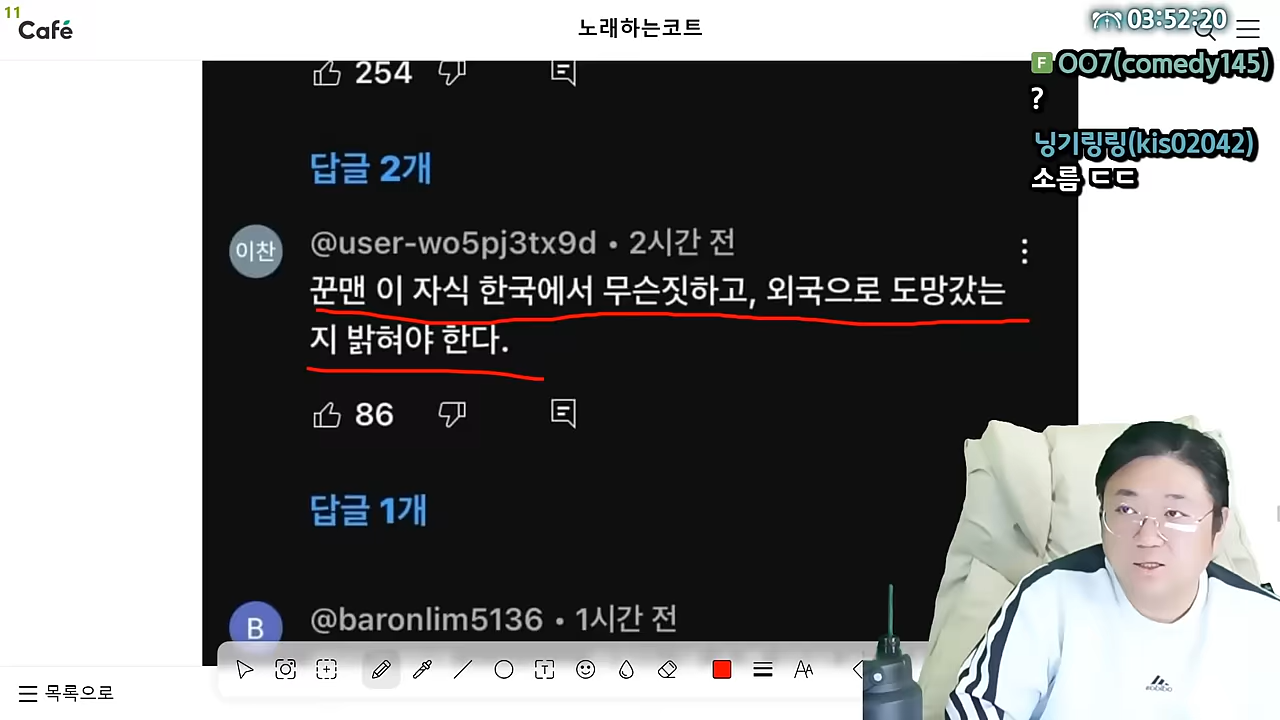 11
Café
노래하는코트
03:52:20
F OO7(comedy145)
?
닝기링링(kis02042)
소름 ㄷㄷ
254
답글 2개
이찬
@user-wo5pj3tx9d • 2시간 전
꾼맨 이 자식 한국에서 무슨짓하고, 외국으로 도망갔는
지 밝혀야 한다.
86
답글 1개
B
@baronlim5136 • 1시간 전
T
AA
목록으로